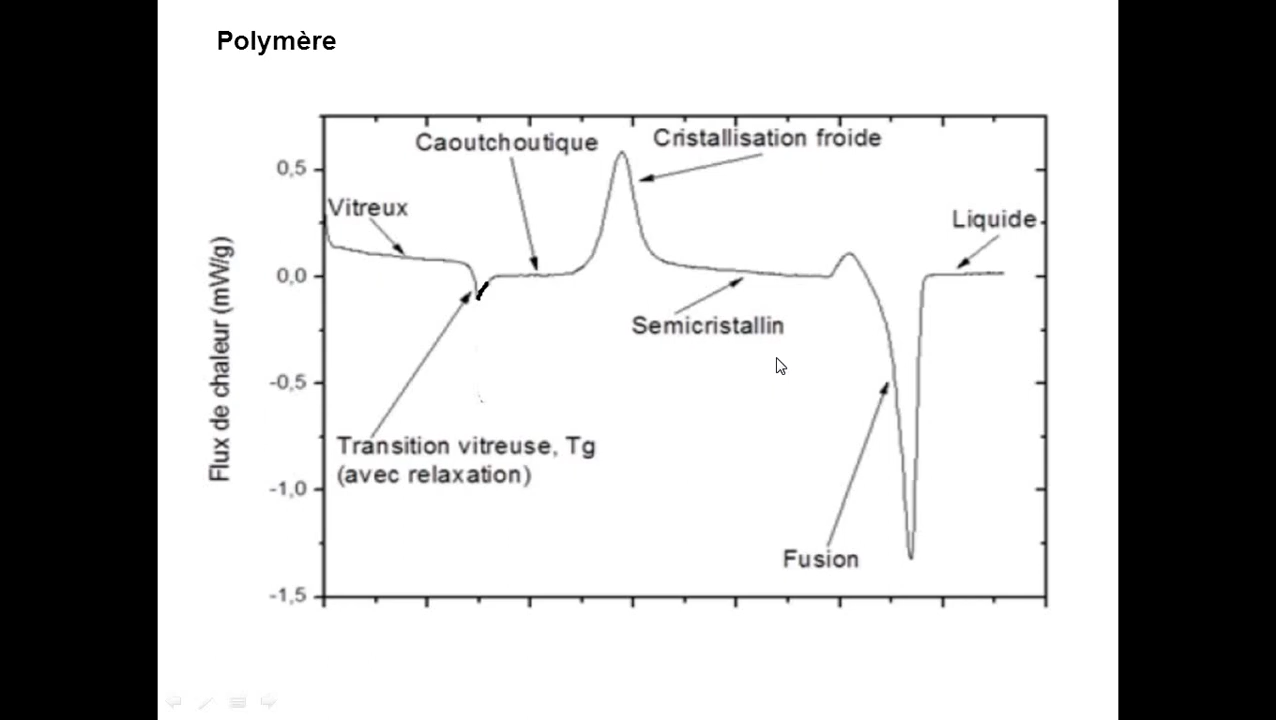 Polymère
Caoutchoutique
Cristallisation froide
0,5
Vitreux
Liquide
0,0
Semicristallin
Flux de chaleur (mW/g)
-0,5
Transition vitreuse, Tg
(avec relaxation)
-1,0
Fusion
-1,5